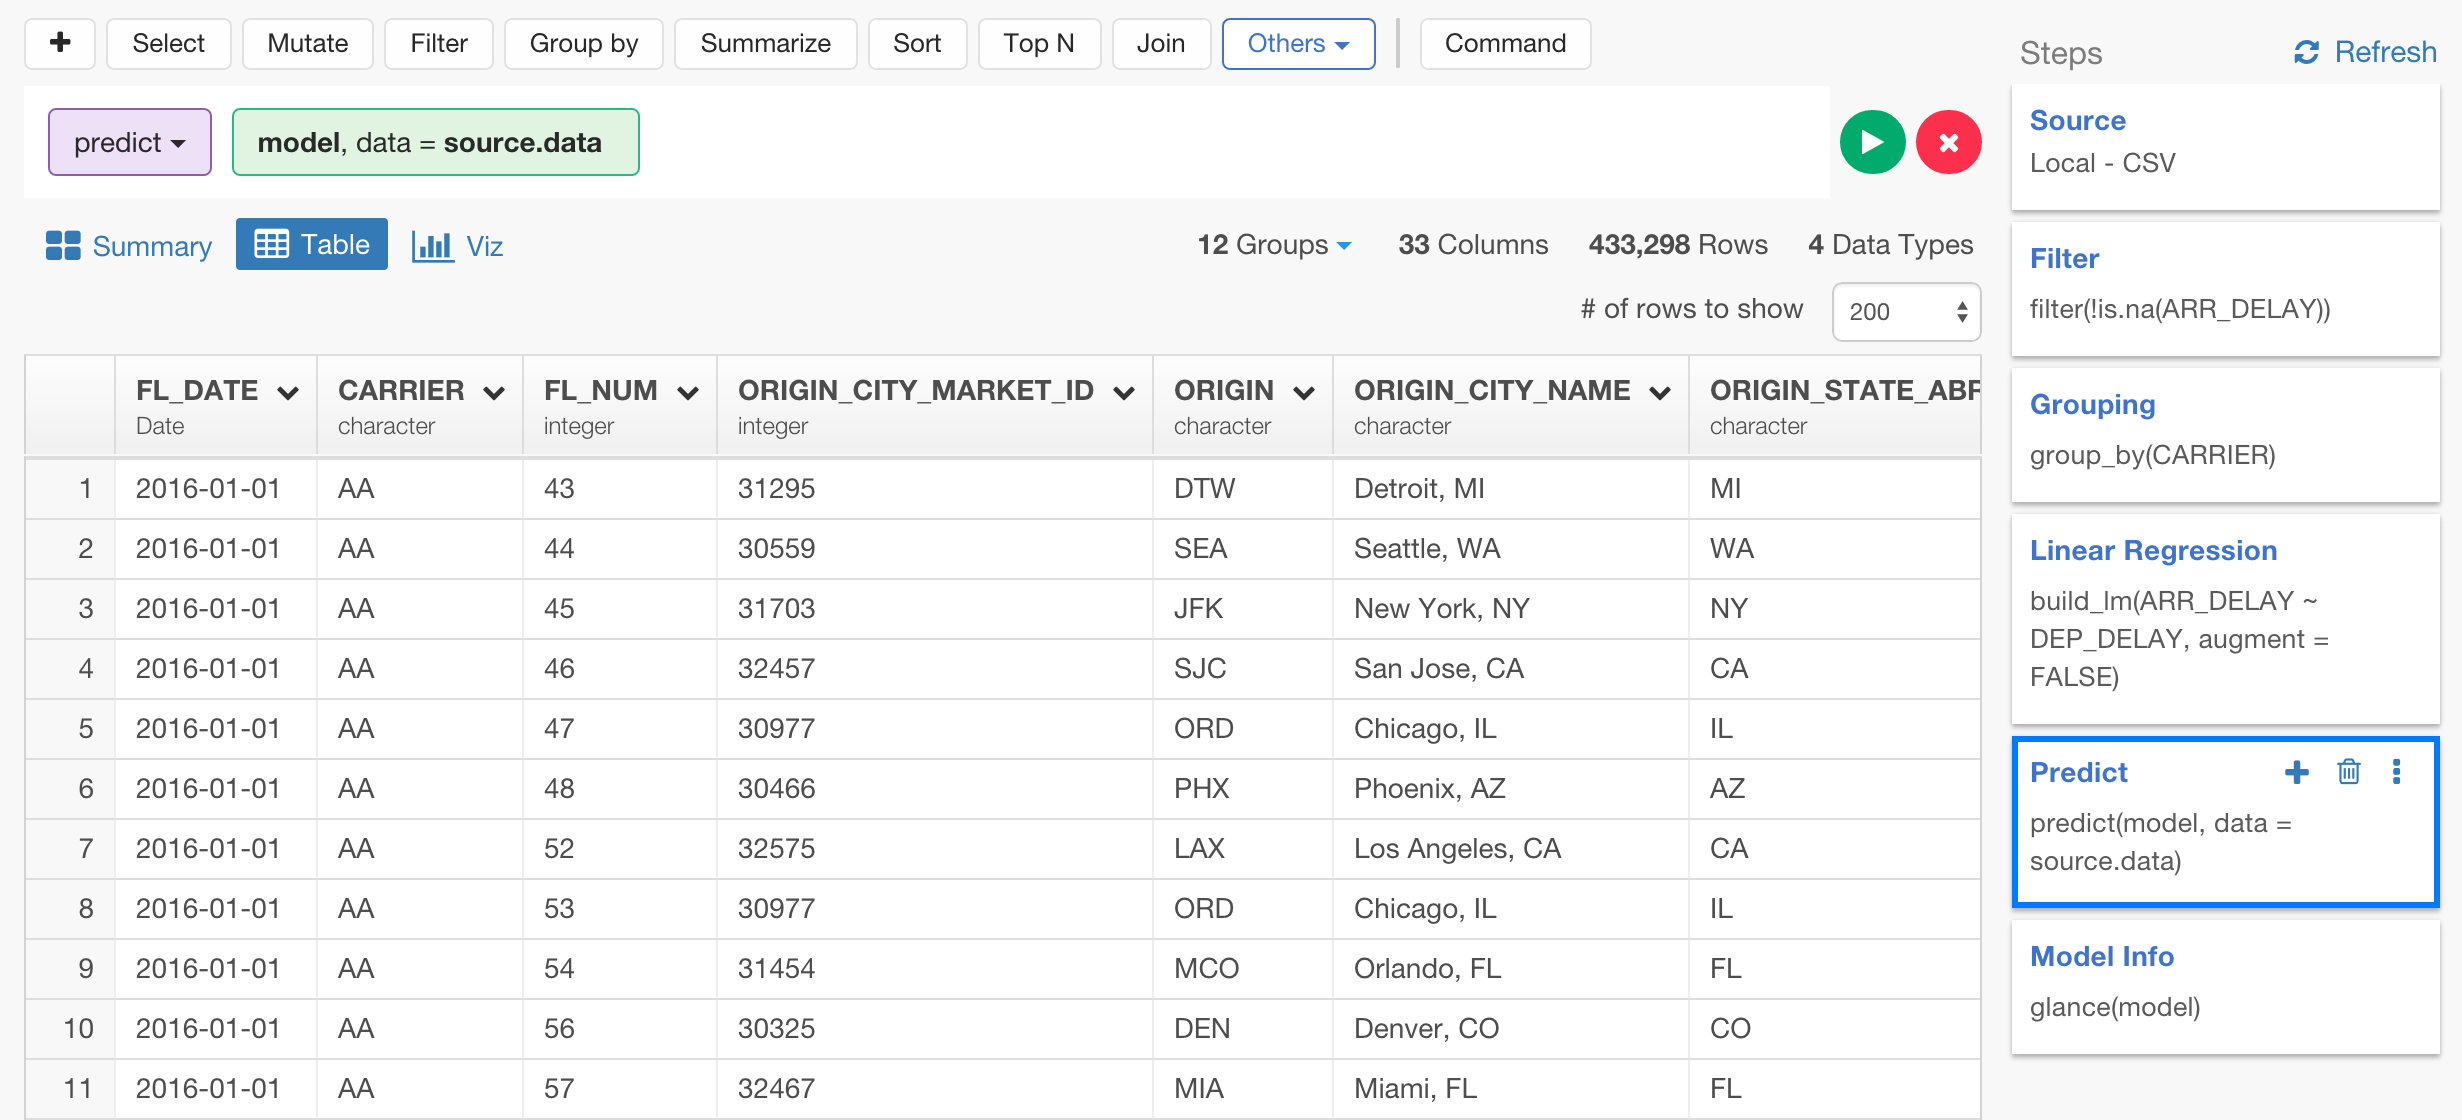 Select Mutate Filter Group by Summarize Sort Top N Join Others Command
predict model, data = source.data
Summary Table Viz 12 Groups 33 Columns 433,298 Rows 4 Data Types
# of rows to show 200
FL_DATE CARRIER FL_NUM ORIGIN_CITY_MARKET_ID ORIGIN ORIGIN_CITY_NAME ORIGIN_STATE_ABR
Date character integer integer character character character
1 2016-01-01 AA 43 31295 DTW Detroit, MI MI
2 2016-01-01 AA 44 30559 SEA Seattle, WA WA
3 2016-01-01 AA 45 31703 JFK New York, NY NY
4 2016-01-01 AA 46 32457 SJC San Jose, CA CA
5 2016-01-01 AA 47 30977 ORD Chicago, IL IL
6 2016-01-01 AA 48 30466 PHX Phoenix, AZ AZ
7 2016-01-01 AA 52 32575 LAX Los Angeles, CA CA
8 2016-01-01 AA 53 30977 ORD Chicago, IL IL
9 2016-01-01 AA 54 31454 MCO Orlando, FL FL
10 2016-01-01 AA 56 30325 DEN Denver, CO CO
11 2016-01-01 AA 57 32467 MIA Miami, FL FL
Steps Refresh
Source
Local - CSV
Filter
filter(!is.na(ARR_DELAY))
Grouping
group_by(CARRIER)
Linear Regression
build_lm(ARR_DELAY ~
DEP_DELAY, augment =
FALSE)
Predict
predict(model, data =
source.data)
Model Info
glance(model)